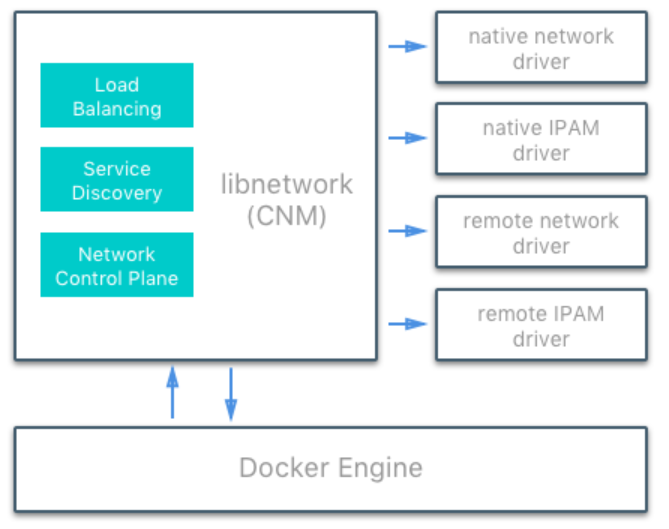 Load
Balancing
Service
Discovery
Network
Control Plane
libnetwork
(CNM)
native network
driver
native IPAM
driver
remote network
driver
remote IPAM
driver
Docker Engine